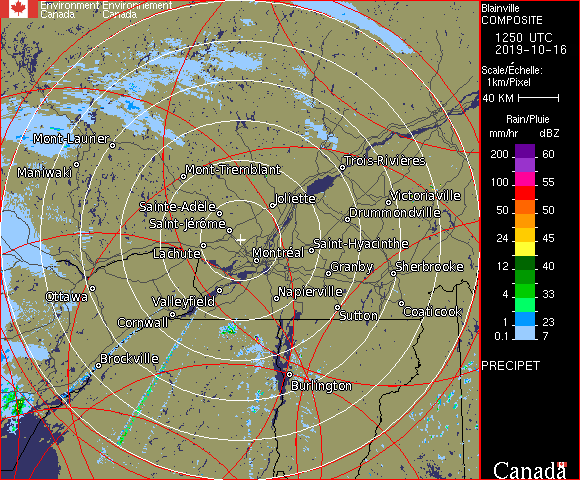 Environment Environnement
Canada Canada
Blainville
COMPOSITE
1250 UTC
2019-10-16
Scale/Échelle:
1km/Pixel
40 KM
Rain/Pluie
mm/hr dBZ
200 60
100 55
50 50
24 45
12 40
4 33
1 23
0.1 7
PRECIPET
Canada
Mont-Laurier
Maniwaki
Mont-Tremblant
Trois-Rivières
Joliette
Victoriaville
Sainte-Adèle
Drummondville
Saint-Jérôme
Lachute
Montréal
Saint-Hyacinthe
Granby
Sherbrooke
Ottawa
Valleyfield
Napierville
Cornwall
Sutton
Coaticook
Brockville
Burlington